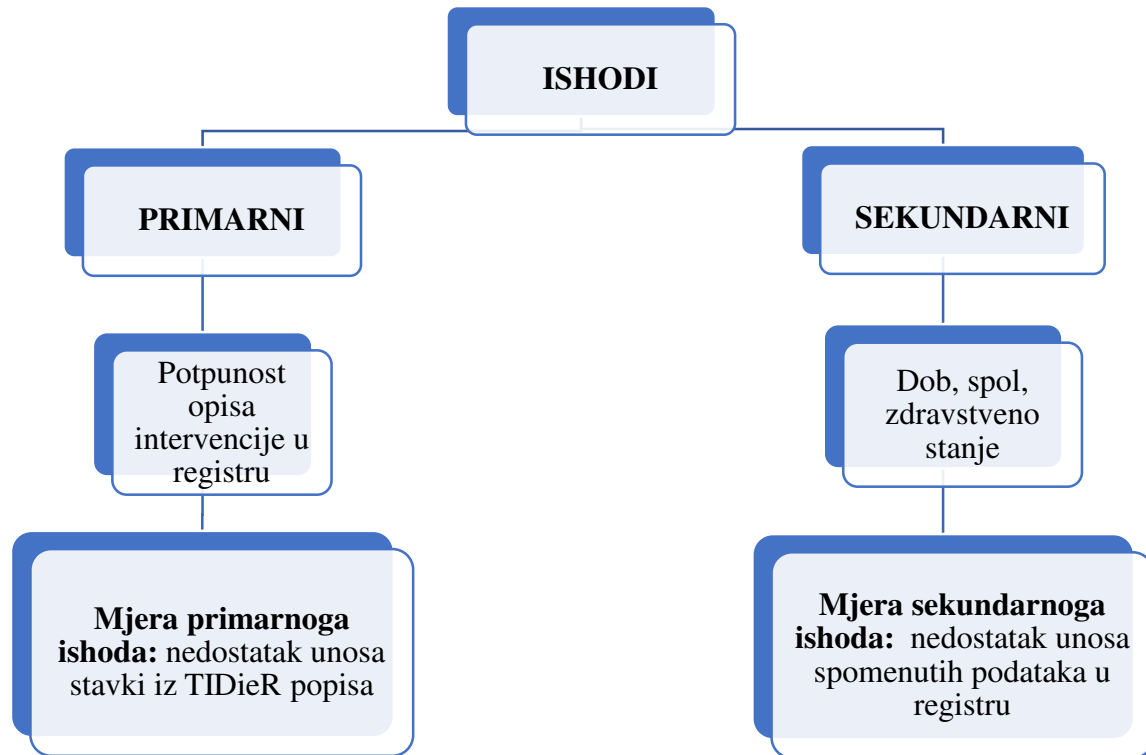 ISHODI
PRIMARNI
SEKUNDARNI
Potpunost
opisa
intervencije u
registru
Dob, spol,
zdravstveno
stanje
Mjera primarnoga
ishoda: nedostatak unosa
stavki iz TIDieR popisa
Mjera sekundarnoga
ishoda: nedostatak unosa
spomenutih podataka u
registru